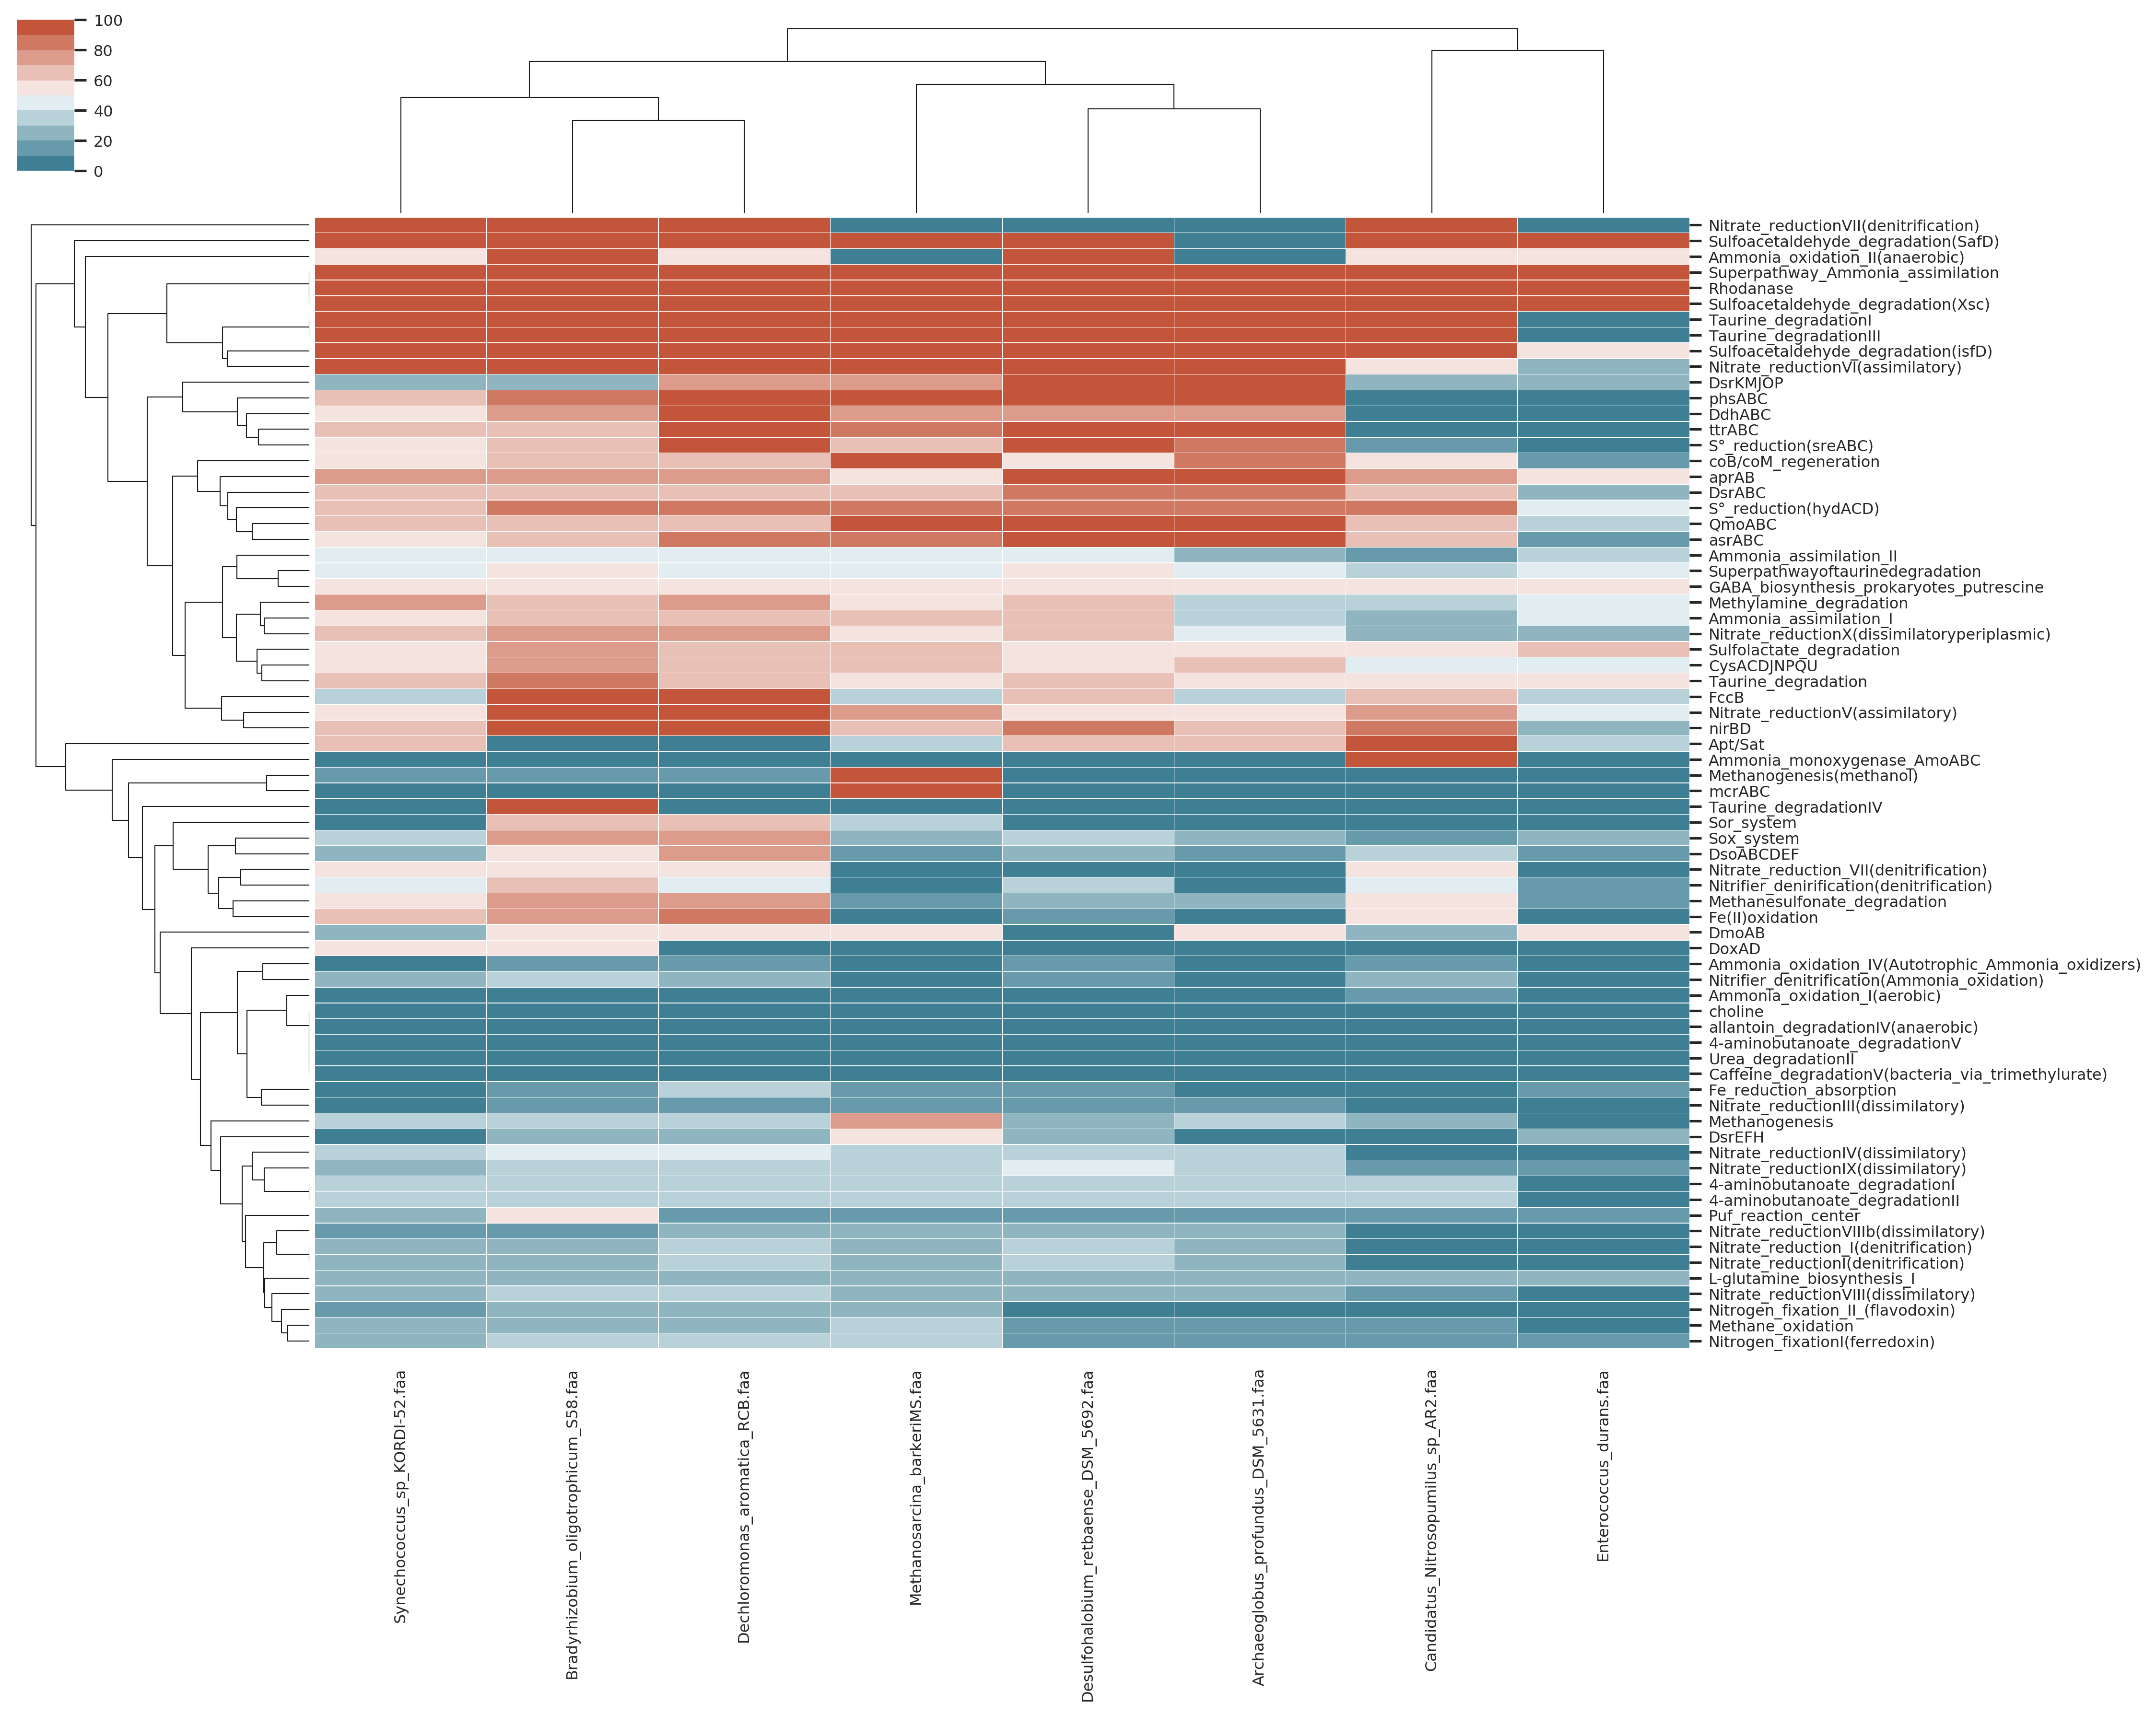 100
80
60
40
20
0
Nitrate_reductionVII(denitrification)
Sulfoacetaldehyde_degradation(SafD)
Ammonia_oxidation_II(anaerobic)
Superpathway_Ammonia_assimilation
Rhodanase
Sulfoacetaldehyde_degradation(Xsc)
Taurine_degradationI
Taurine_degradationIII
Sulfoacetaldehyde_degradation(isfD)
Nitrate_reductionVI(assimilatory)
DsrKMJOP
phsABC
DdhABC
ttrABC
S°_reduction(sreABC)
coB/coM_regeneration
aprAB
DsrABC
S°_reduction(hydACD)
QmoABC
asrABC
Ammonia_assimilation_II
Superpathwayoftaurinedegradation
GABA_biosynthesis_prokaryotes_putrescine
Methylamine_degradation
Ammonia_assimilation_I
Nitrate_reductionX(dissimilatoryperiplasmic)
Sulfolactate_degradation
CysACDJNPQU
Taurine_degradation
FccB
Nitrate_reductionV(assimilatory)
nirBD
Apt/Sat
Ammonia_monoxygenase_AmoABC
Methanogenesis(methanol)
mcrABC
Taurine_degradationIV
Sor_system
Sox_system
DsoABCDEF
Nitrate_reduction_VII(denitrification)
Nitrifier_denirification(denitrification)
Methanesulfonate_degradation
Fe(II)oxidation
DmoAB
DoxAD
Ammonia_oxidation_IV(Autotrophic_Ammonia_oxidizers)
Nitrifier_denitrification(Ammonia_oxidation)
Ammonia_oxidation_I(aerobic)
choline
allantoin_degradationIV(anaerobic)
4-aminobutanoate_degradationV
Urea_degradationII
Caffeine_degradationV(bacteria_via_trimethylurate)
Fe_reduction_absorption
Nitrate_reductionIII(dissimilatory)
Methanogenesis
DsrEFH
Nitrate_reductionIV(dissimilatory)
Nitrate_reductionIX(dissimilatory)
4-aminobutanoate_degradationI
4-aminobutanoate_degradationII
Puf_reaction_center
Nitrate_reductionVIIIb(dissimilatory)
Nitrate_reduction_I(denitrification)
Nitrate_reductionI(denitrification)
L-glutamine_biosynthesis_I
Nitrate_reductionVIII(dissimilatory)
Nitrogen_fixation_II_(flavodoxin)
Methane_oxidation
Nitrogen_fixationI(ferredoxin)
Synechococcus_sp_KORDI-52.faa
Bradyrhizobium_oligotrophicum_S58.faa
Dechloromonas_aromatica_RCB.faa
Methanosarcina_barkeriMS.faa
Desulfohalobium_retbaense_DSM_5692.faa
Archaeoglobus_profundus_DSM_5631.faa
Candidatus_Nitrosopumilus_sp_AR2.faa
Enterococcus_durans.faa